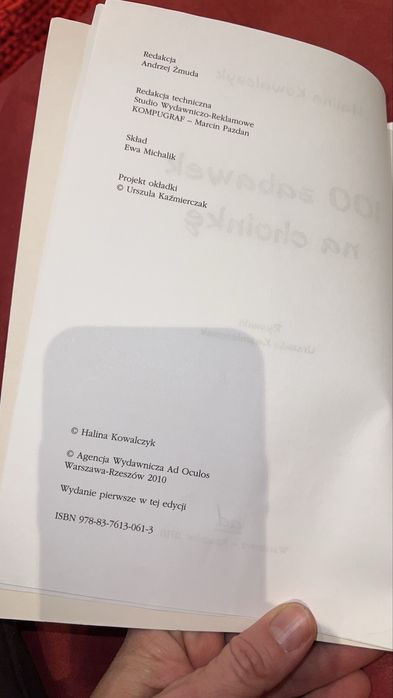 Redakcja
Andrzej Żmuda
Redakcja techniczna
Studio Wydawniczo-Reklamowe
KOMPUGRAF – Marcin Pazdan
Skład
Ewa Michalik
Projekt okładki
© Urszula Kaźmierczak
© Halina Kowalczyk
© Agencja Wydawnicza Ad Oculos
Warszawa-Rzeszów 2010
Wydanie pierwsze w tej edycji
ISBN 978-83-7613-061-3